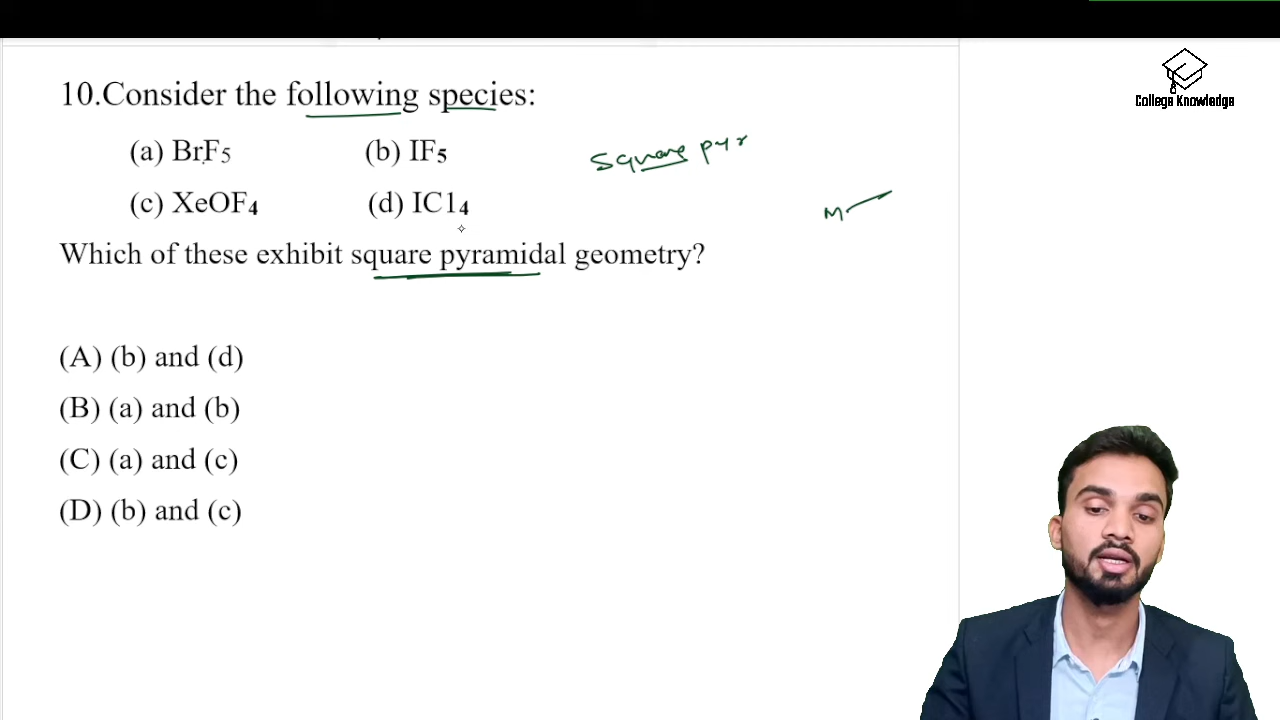 College Knowledge
10.Consider the following species:
(a) BrF5 (b) IF5
square pyr
(c) XeOF4 (d) IC14
M
Which of these exhibit square pyramidal geometry?
(A) (b) and (d)
(B) (a) and (b)
(C) (a) and (c)
(D) (b) and (c)